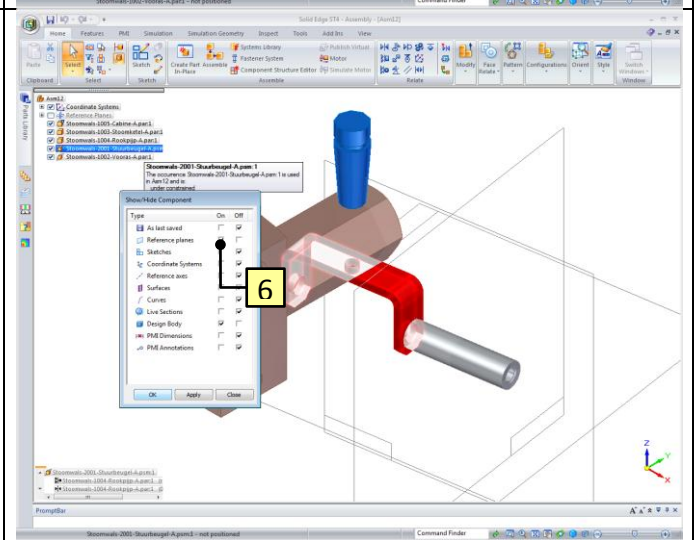 Stoomwals-1002-Vooras-A.par:1 - not positioned
Command Finder
Solid Edge ST4 - Assembly - [Asm12]
Home Features PMI Simulation Simulation Geometry Inspect Tools Add Ins View
Paste
Select
Sketch
Create Part In-Place
Assemble
Systems Library
Fastener System
Component Structure Editor
Publish Virtual
Motor
Simulate Motor
Modify
Face Relate
Pattern
Configurations
Orient
Style
Switch Windows
Clipboard
Select
Sketch
Assemble
Relate
Window
Parts Library
Asm12
Coordinate Systems
Reference Planes
Stoomwals-1005-Cabine-A.par:1
Stoomwals-1003-Stoomketel-A.par:1
Stoomwals-1004-Rookpijp-A.par:1
Stoomwals-2001-Stuurbeugel-A.psm
Stoomwals-1002-Vooras-A.par:1
Stoomwals-2001-Stuurbeugel-A.psm:1
The occurrence Stoomwals-2001-Stuurbeugel-A.psm:1 is used
in Asm12 and is:
under constrained
Show/Hide Component
Type On Off
As last saved
Reference planes
Sketches
Coordinate Systems
Reference axes
Surfaces
Curves
Live Sections
Design Body
PMI Dimensions
PMI Annotations
6
OK Apply Close
Z
Y
X
Stoomwals-2001-Stuurbeugel-A.psm:1
Stoomwals-1004-Rookpijp-A.par:1
Stoomwals-1004-Rookpijp-A.par:1
PromptBar
Stoomwals-2001-Stuurbeugel-A.psm:1 - not positioned
Command Finder